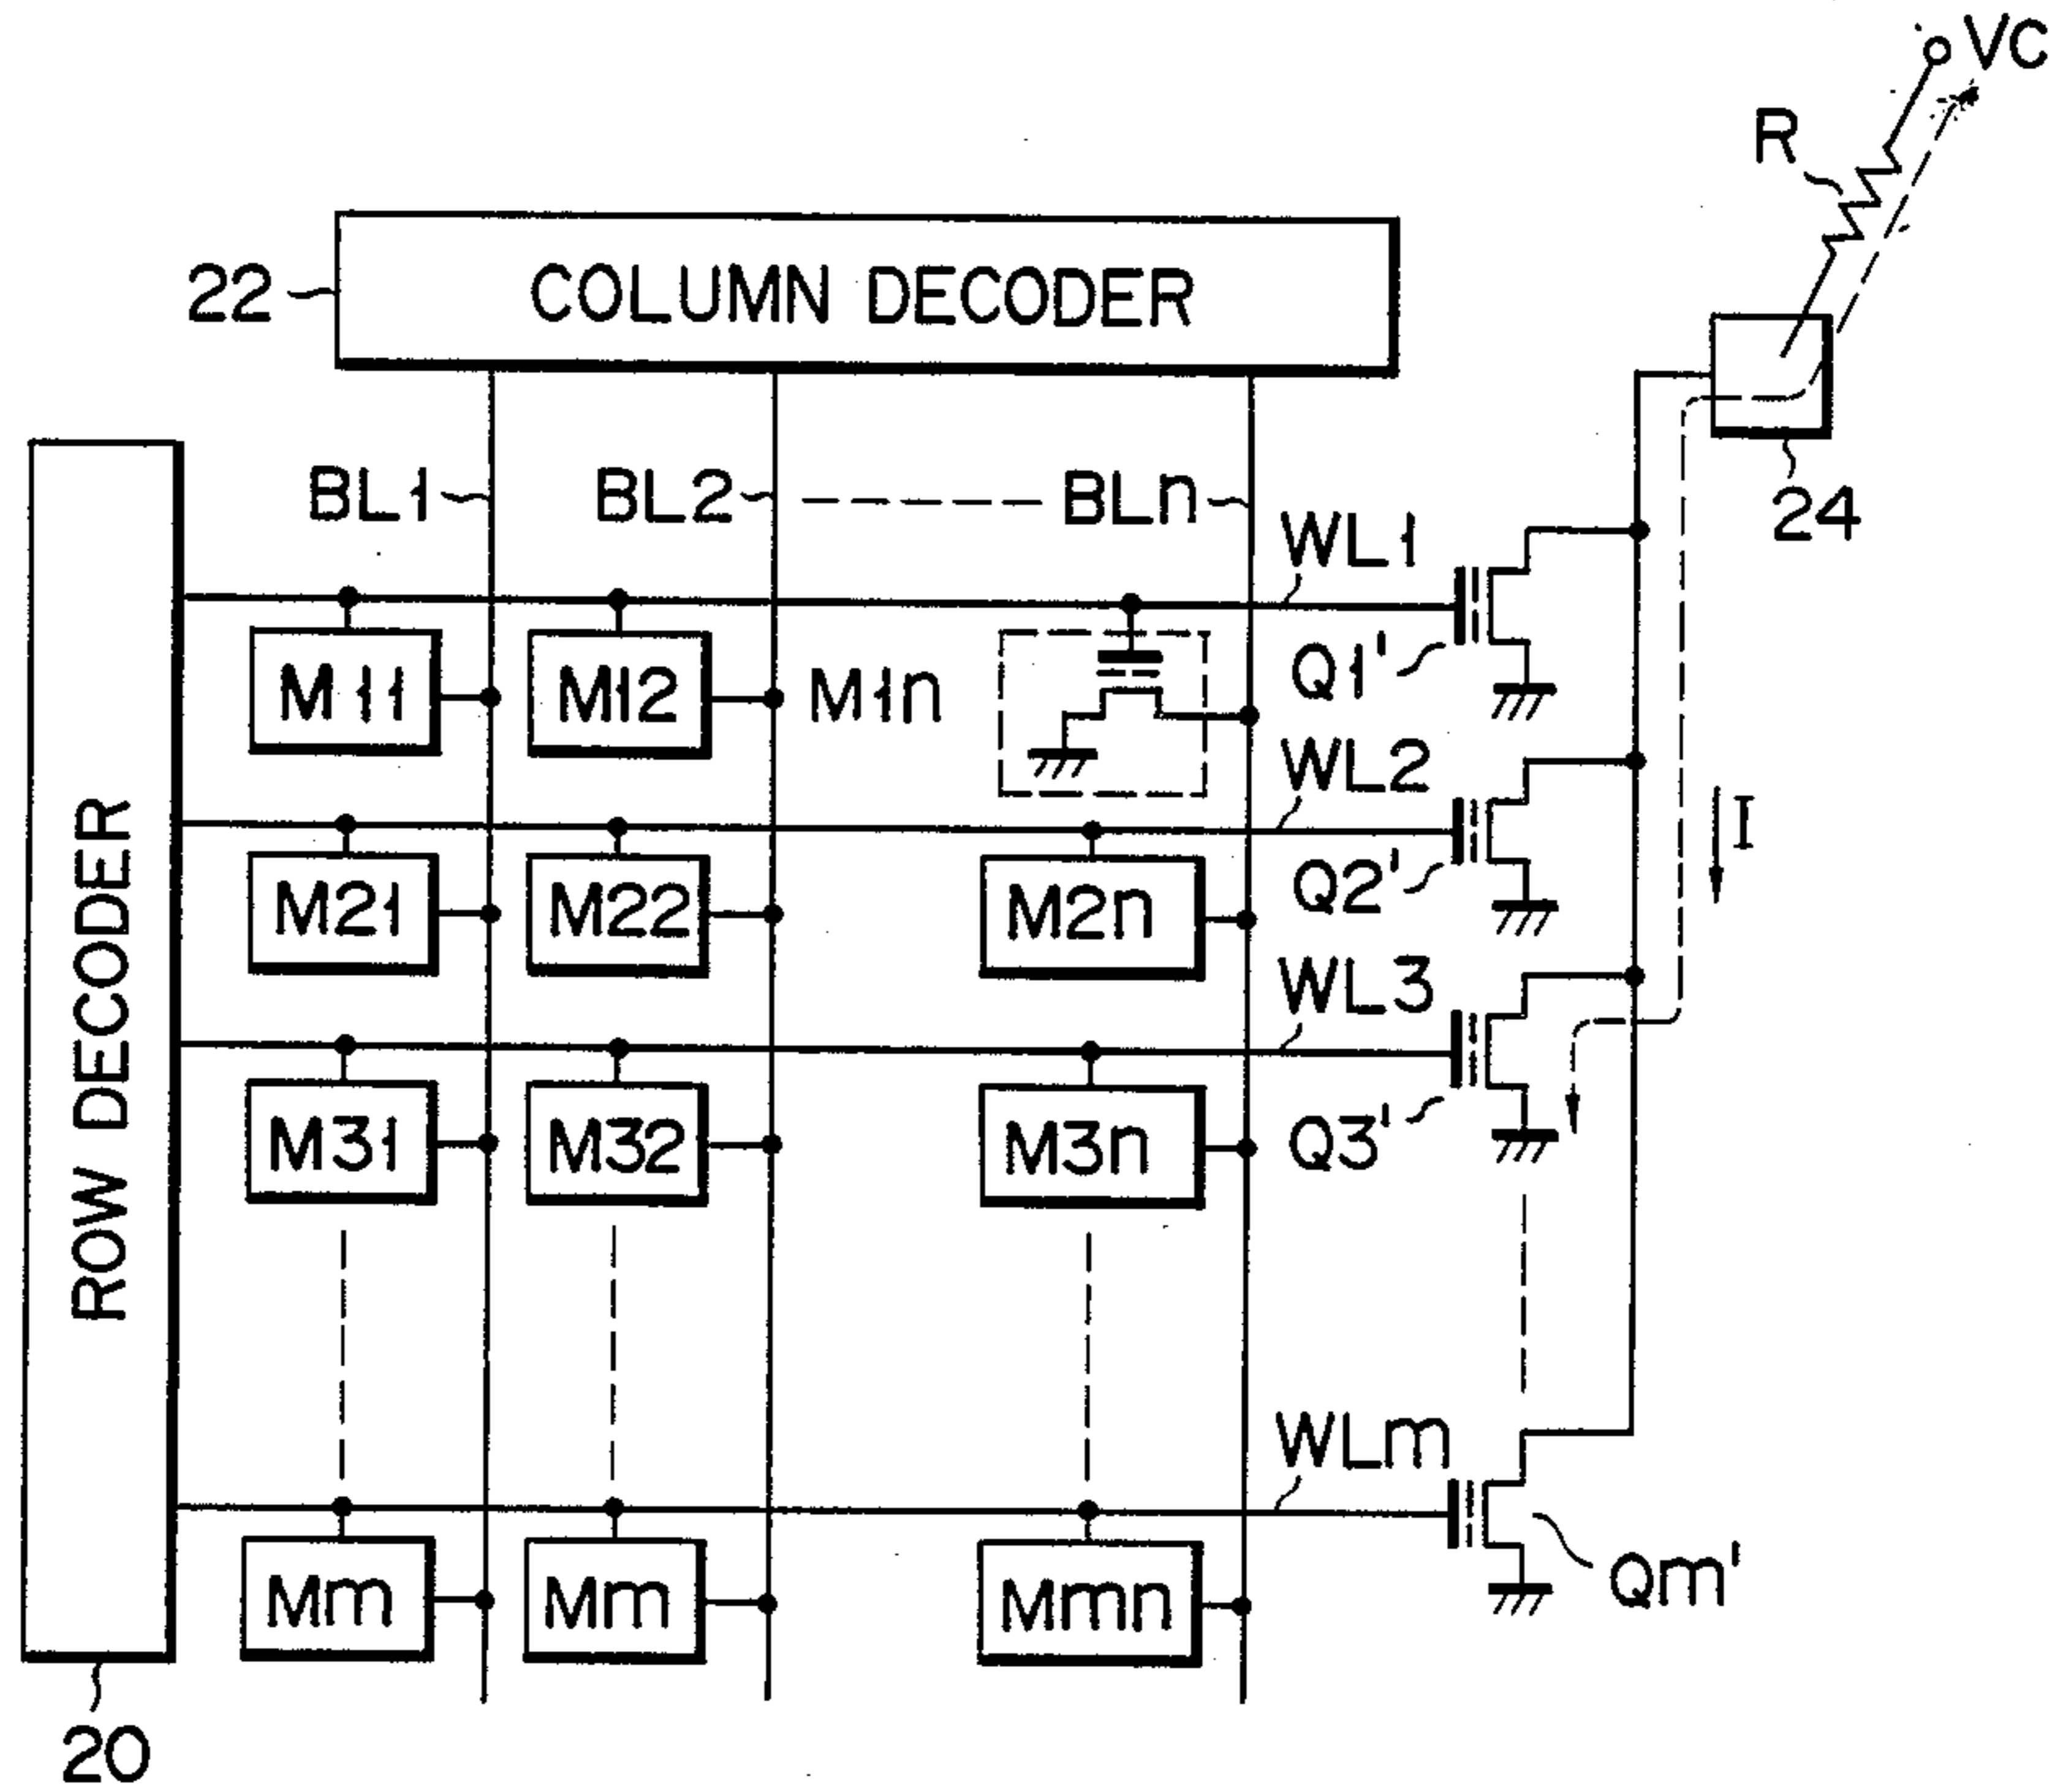 VC
R
22
COLUMN DECODER
24
BL1
BL2
BLn
WL1
M11
M12
M1n
Q1'
WL2
I
M21
M22
M2n
Q2'
ROW DECODER
WL3
M31
M32
M3n
Q3'
WLm
Mm
Mm
Mmn
Qm'
20